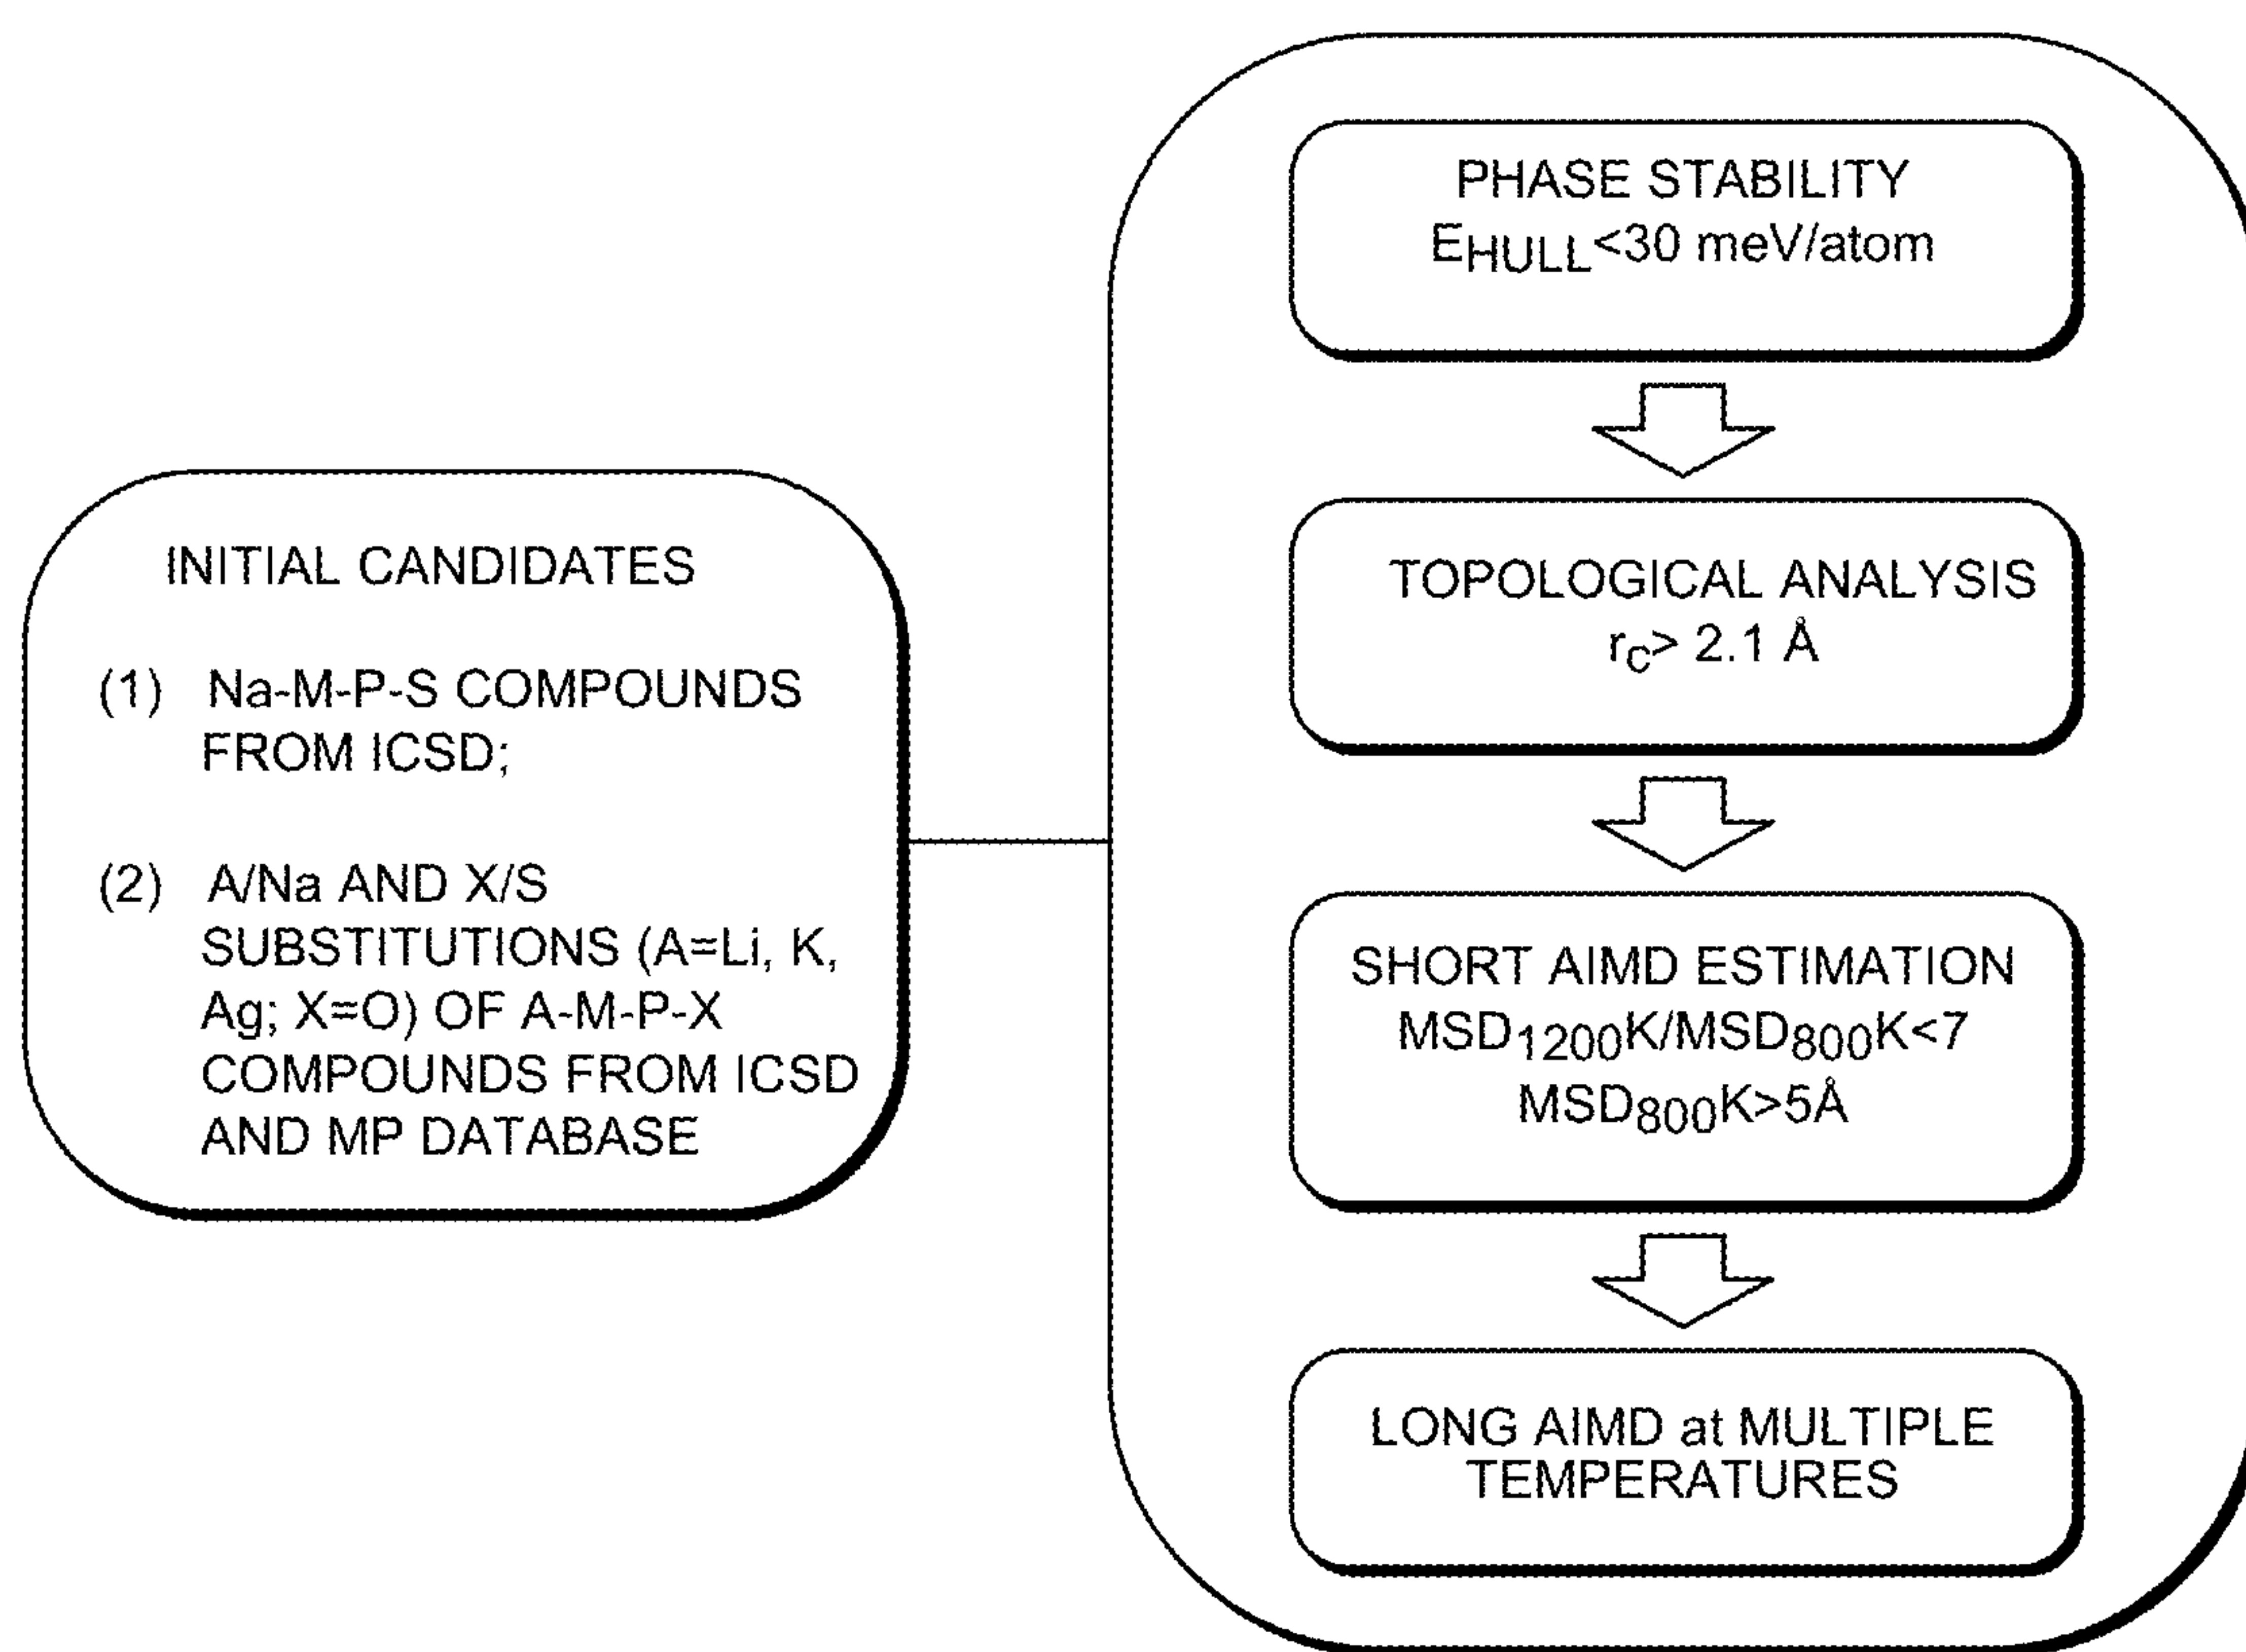 INITIAL CANDIDATES
(1) Na-M-P-S COMPOUNDS
FROM ICSD;
(2) A/Na AND X/S
SUBSTITUTIONS (A=Li, K,
Ag; X=O) OF A-M-P-X
COMPOUNDS FROM ICSD
AND MP DATABASE
PHASE STABILITY
EHULL<30 meV/atom
TOPOLOGICAL ANALYSIS
rC> 2.1 Å
SHORT AIMD ESTIMATION
MSD1200K/MSD800K<7
MSD800K>5Å
LONG AIMD at MULTIPLE
TEMPERATURES